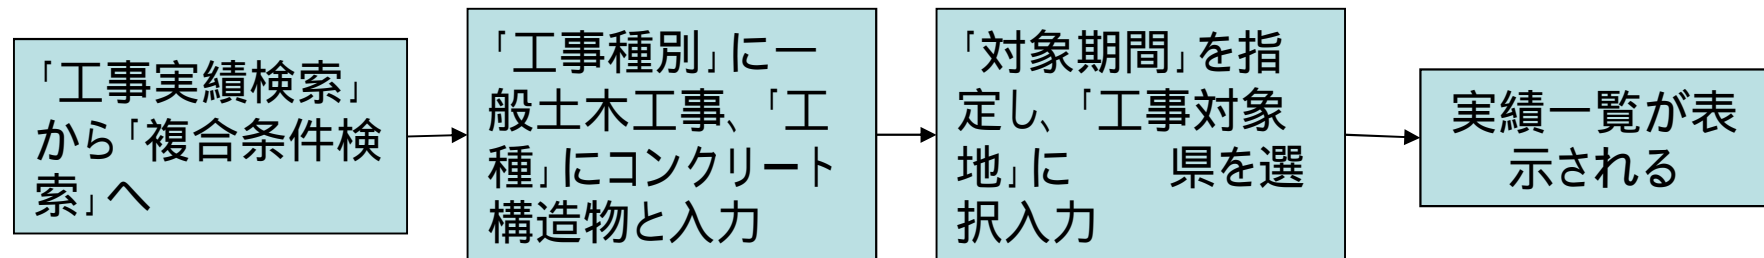 「工事実績検索」
から「複合条件検
索」へ
「工事種別」に一
般土木工事、「工
種」にコンクリート
構造物と入力
「対象期間」を指
定し、「工事対象
地」に　　県を選
択入力
実績一覧が表
示される